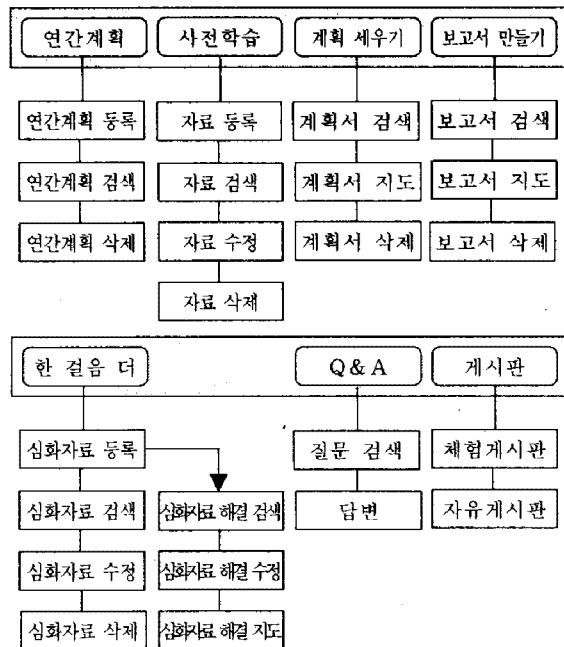 연간계획 사전학습 계획 세우기 보고서 만들기
연간계획 등록 자료 등록 계획서 검색 보고서 검색
연간계획 검색 자료 검색 계획서 지도 보고서 지도
연간계획 삭제 자료 수정 계획서 삭제 보고서 삭제
자료 삭제
한 걸음 더 Q & A 게시판
심화자료 등록 질문 검색 체험게시판
심화자료 검색 심화자료 해결 검색 답변 자유게시판
심화자료 수정 심화자료 해결 수정
심화자료 삭제 심화자료 해결 지도